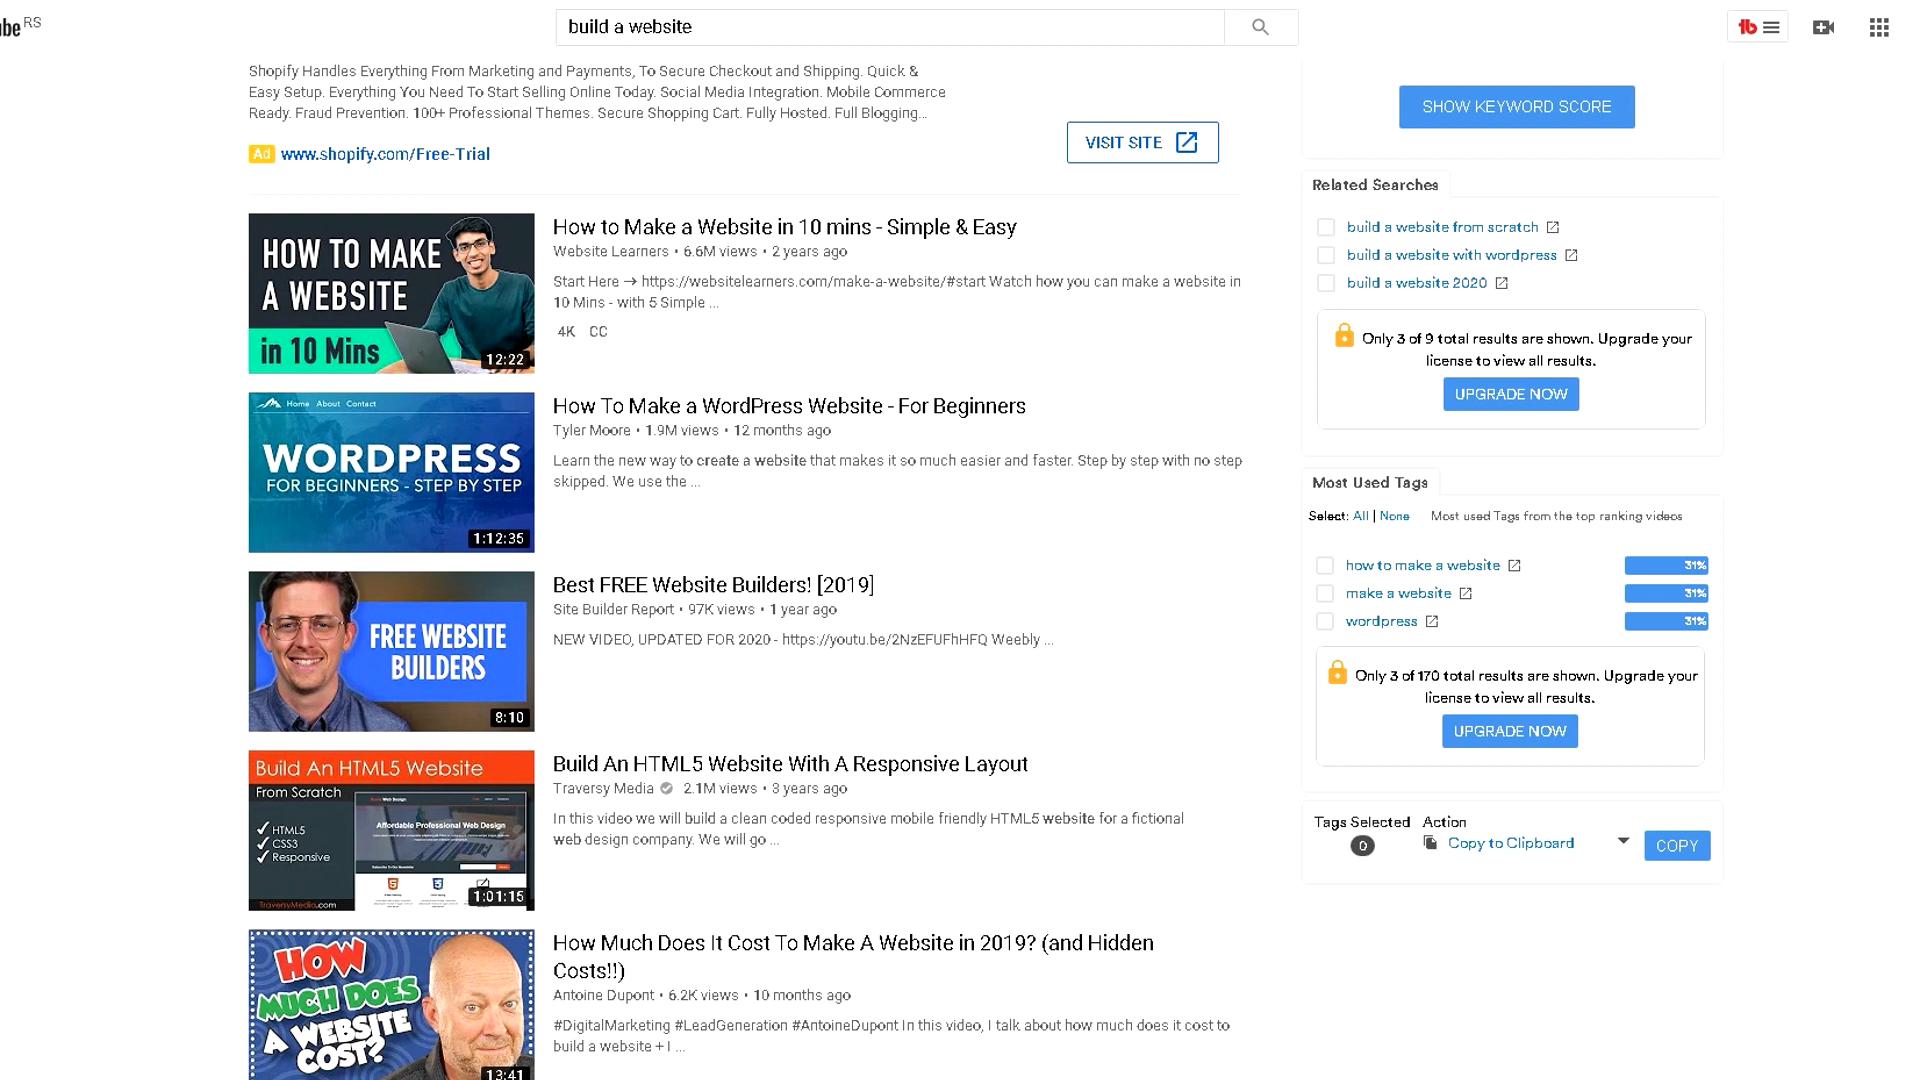 ube RS
build a website
Shopify Handles Everything From Marketing and Payments, To Secure Checkout and Shipping. Quick &
Easy Setup. Everything You Need To Start Selling Online Today. Social Media Integration. Mobile Commerce
Ready. Fraud Prevention. 100+ Professional Themes. Secure Shopping Cart. Fully Hosted. Full Blogging...
Ad www.shopify.com/Free-Trial
VISIT SITE
HOW TO MAKE
A WEBSITE
in 10 Mins
12:22
How to Make a Website in 10 mins - Simple & Easy
Website Learners • 6.6M views • 2 years ago
Start Here → https://websitelearners.com/make-a-website/#start Watch how you can make a website in
10 Mins - with 5 Simple ...
4K CC
Home About Contact
WORDPRESS
FOR BEGINNERS - STEP BY STEP
1:12:35
How To Make a WordPress Website - For Beginners
Tyler Moore • 1.9M views • 12 months ago
Learn the new way to create a website that makes it so much easier and faster. Step by step with no step
skipped. We use the ...
FREE WEBSITE
BUILDERS
8:10
Best FREE Website Builders! [2019]
Site Builder Report • 97K views • 1 year ago
NEW VIDEO, UPDATED FOR 2020 - https://youtu.be/2NzEFUFhHFQ Weebly ...
Build An HTML5 Website
From Scratch
HTML5
CSS3
Responsive
Affordable Professional Web Design
TraversyMedia.com
1:01:15
Build An HTML5 Website With A Responsive Layout
Traversy Media 2.1M views • 3 years ago
In this video we will build a clean coded responsive mobile friendly HTML5 website for a fictional
web design company. We will go ...
HOW
MUCH DOES
A WEBSITE
COST?
13:41
How Much Does It Cost To Make A Website in 2019? (and Hidden
Costs!!)
Antoine Dupont • 6.2K views • 10 months ago
#DigitalMarketing #LeadGeneration #AntoineDupont In this video, I talk about how much does it cost to
build a website + I ...
tb
SHOW KEYWORD SCORE
Related Searches
build a website from scratch
build a website with wordpress
build a website 2020
Only 3 of 9 total results are shown. Upgrade your
license to view all results.
UPGRADE NOW
Most Used Tags
Select: All | None Most used Tags from the top ranking videos
how to make a website 31%
make a website 31%
wordpress 31%
Only 3 of 170 total results are shown. Upgrade your
license to view all results.
UPGRADE NOW
Tags Selected Action
0 Copy to Clipboard COPY